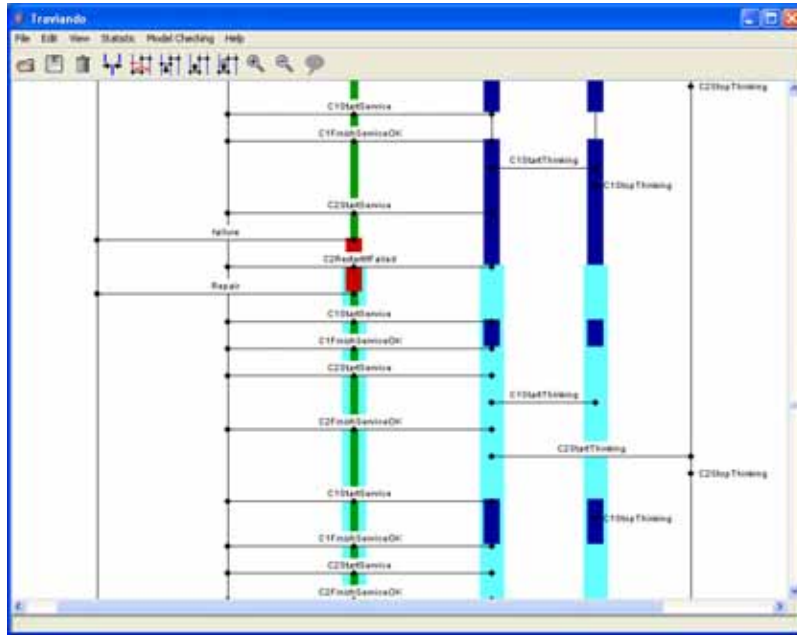 Traviando
File Edit View Statistic Model Checking Help
C2StopThinking
C1StartService
C1FinishServiceOK
C1StartThinking
C1StopThinking
C2StartService
failure
C2RestartIfFailed
Repair
C1StartService
C1FinishServiceOK
C2StartService
C1StartThinking
C2FinishServiceOK
C2StartThinking
C2StopThinking
C1StartService
C1StopThinking
C1FinishServiceOK
C2StartService
C2FinishServiceOK